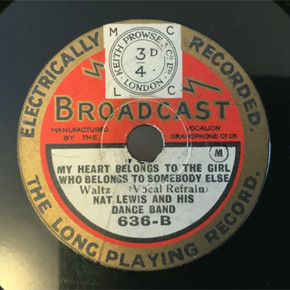 ELECTRICALLY RECORDED.
MC
KEITH PROWSE & Co LTD
3D
4.
LONDON.
LC
BROADCAST
MANUFACTURED BY THE
VOCALION GRAMOPHONE Co LTD
M
MY HEART BELONGS TO THE GIRL
WHO BELONGS TO SOMEBODY ELSE
Waltz (Vocal Refrain)
NAT LEWIS AND HIS
DANCE BAND
636-B
THE LONG PLAYING RECORD.